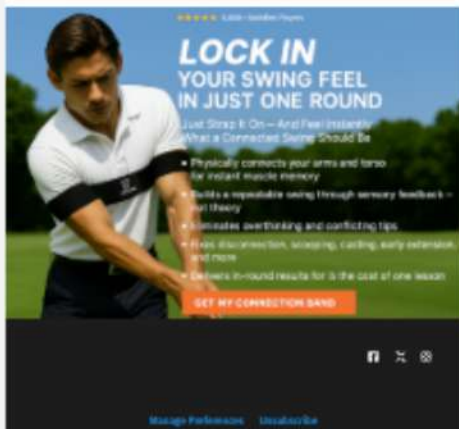 LOCK IN
YOUR SWING FEEL
IN JUST ONE ROUND
Just Strap It On – And Feel Instantly
What a Connected Swing Should Be
• Physically connects your arms and torso
for instant muscle memory
• Builds a repeatable swing through sensory feedback –
not theory
• Eliminates overthinking and conflicting tips
• Fixes disconnection, scooping, casting, early extension,
and more
• Delivers in-round results for ⅛ the cost of one lesson
GET MY CONNECTION BAND
Manage Preferences Unsubscribe